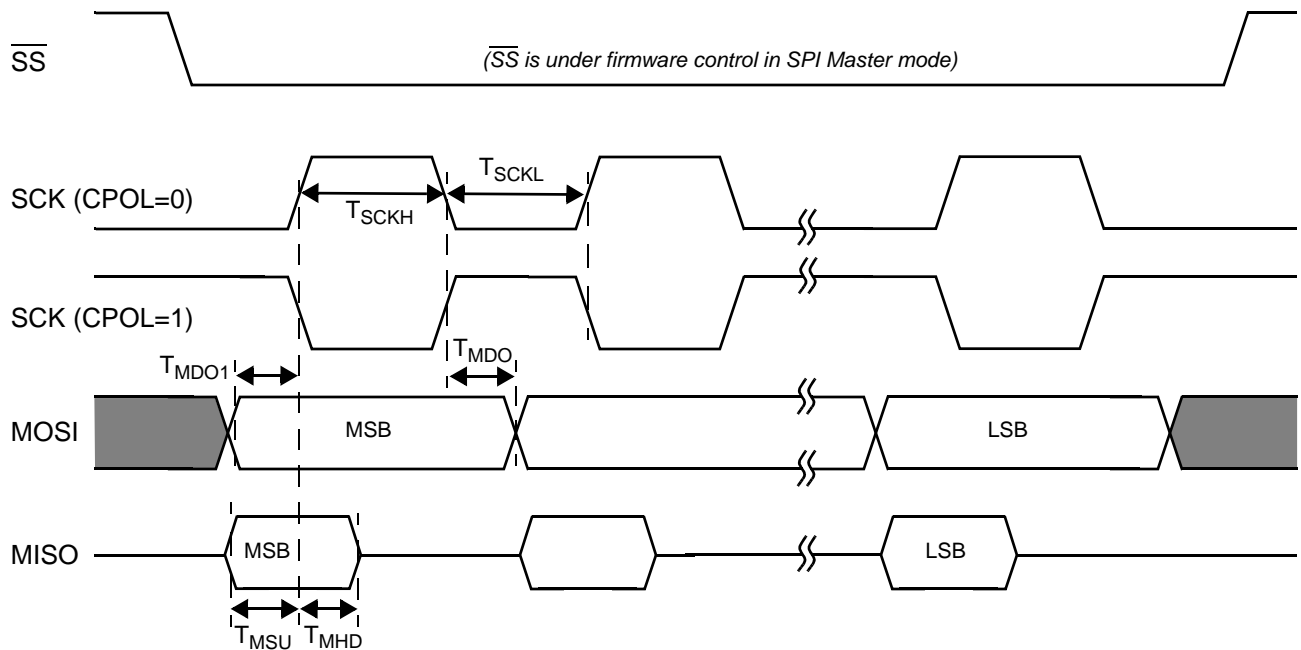 SS
(SS is under firmware control in SPI Master mode)
SCK (CPOL=0)
TSCKH
TSCKL
SCK (CPOL=1)
TMDO1
TMDO
MOSI
MSB
LSB
MISO
MSB
LSB
TMSU
TMHD